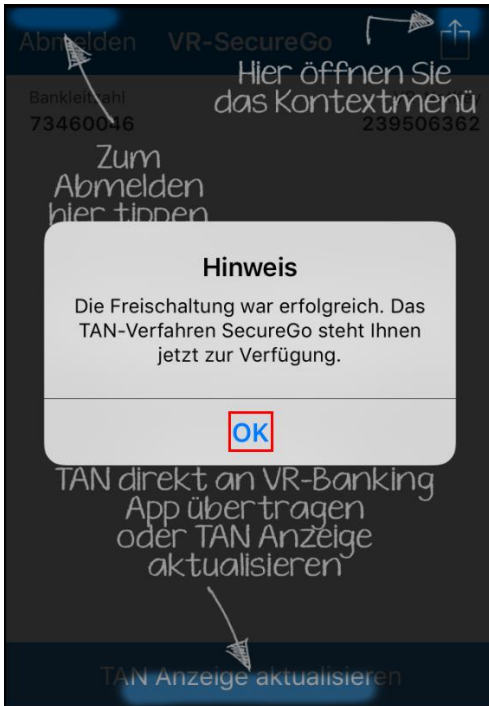 Abmelden VR-SecureGo
Hier öffnen Sie
das Kontextmenü
Bankleitzahl
73460046
239506362
Zum
Abmelden
hier tippen
Hinweis
Die Freischaltung war erfolgreich. Das
TAN-Verfahren SecureGo steht Ihnen
jetzt zur Verfügung.
OK
TAN direkt an VR-Banking
App übertragen
oder TAN Anzeige
aktualisieren
TAN Anzeige aktualisieren